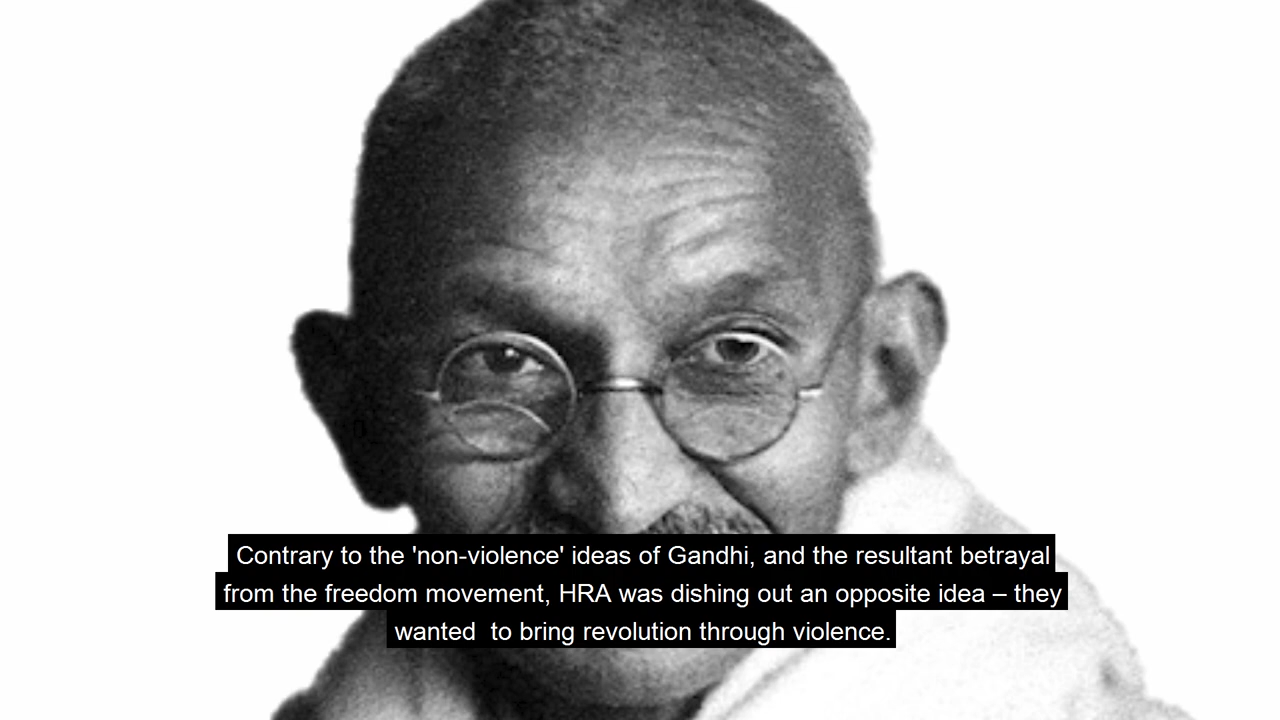 Contrary to the 'non-violence' ideas of Gandhi, and the resultant betrayal
from the freedom movement, HRA was dishing out an opposite idea – they
wanted  to bring revolution through violence.